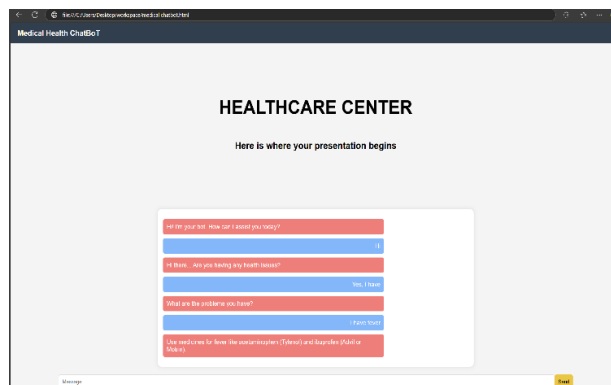 file:///C:/Users/Desktop/workspace/medical chatbot.html
Medical Health ChatBoT
HEALTHCARE CENTER
Here is where your presentation begins
Hi! I'm your bot. How can I assist you today?
Hi
Hi there... Are you having any health issues?
Yes, I have
What are the problems you have?
I have fever
Use medicines for fever like acetaminophen (Tylenol) and ibuprofen (Advil or
Motrin)
Message
Send